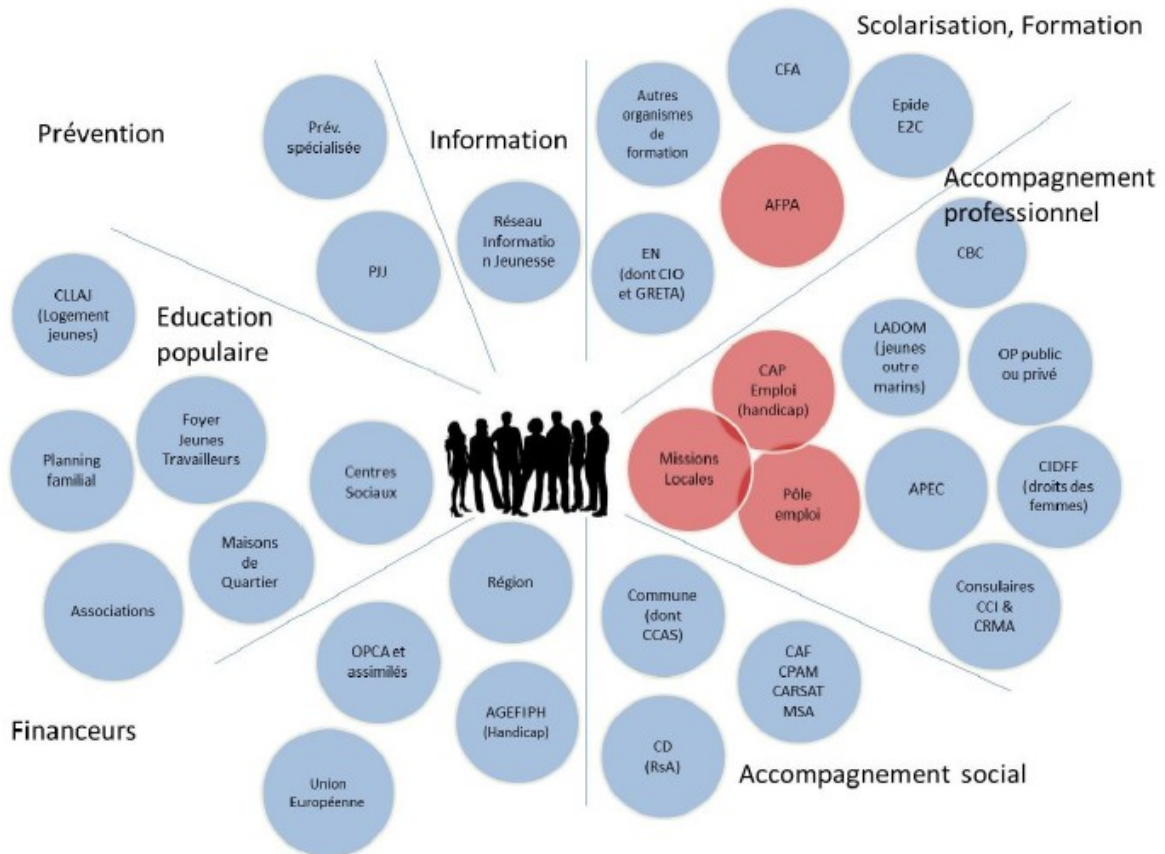 Scolarisation, Formation
CFA
Autres
organismes
de
formation
Epide
E2C
AFPA
EN
(dont CIO
et GRETA)
Information
Réseau
Informatio
n Jeunesse
Prévention
Prév.
spécialisée
PJJ
Accompagnement
professionnel
CBC
LADOM
(jeunes
outre
marins)
OP public
ou privé
CAP
Emploi
(handicap)
Missions
Locales
Pôle
emploi
APEC
CIDFF
(droits des
femmes)
Consulaires
CCI &
CRMA
CLLAJ
(Logement
jeunes)
Education
populaire
Foyer
Jeunes
Travailleurs
Planning
familial
Centres
Sociaux
Maisons
de
Quartier
Associations
Région
OPCA et
assimilés
AGEFIPH
(Handicap)
Financeurs
Union
Européenne
Commune
(dont
CCAS)
CAF
CPAM
CARSAT
MSA
CD
(RsA)
Accompagnement social